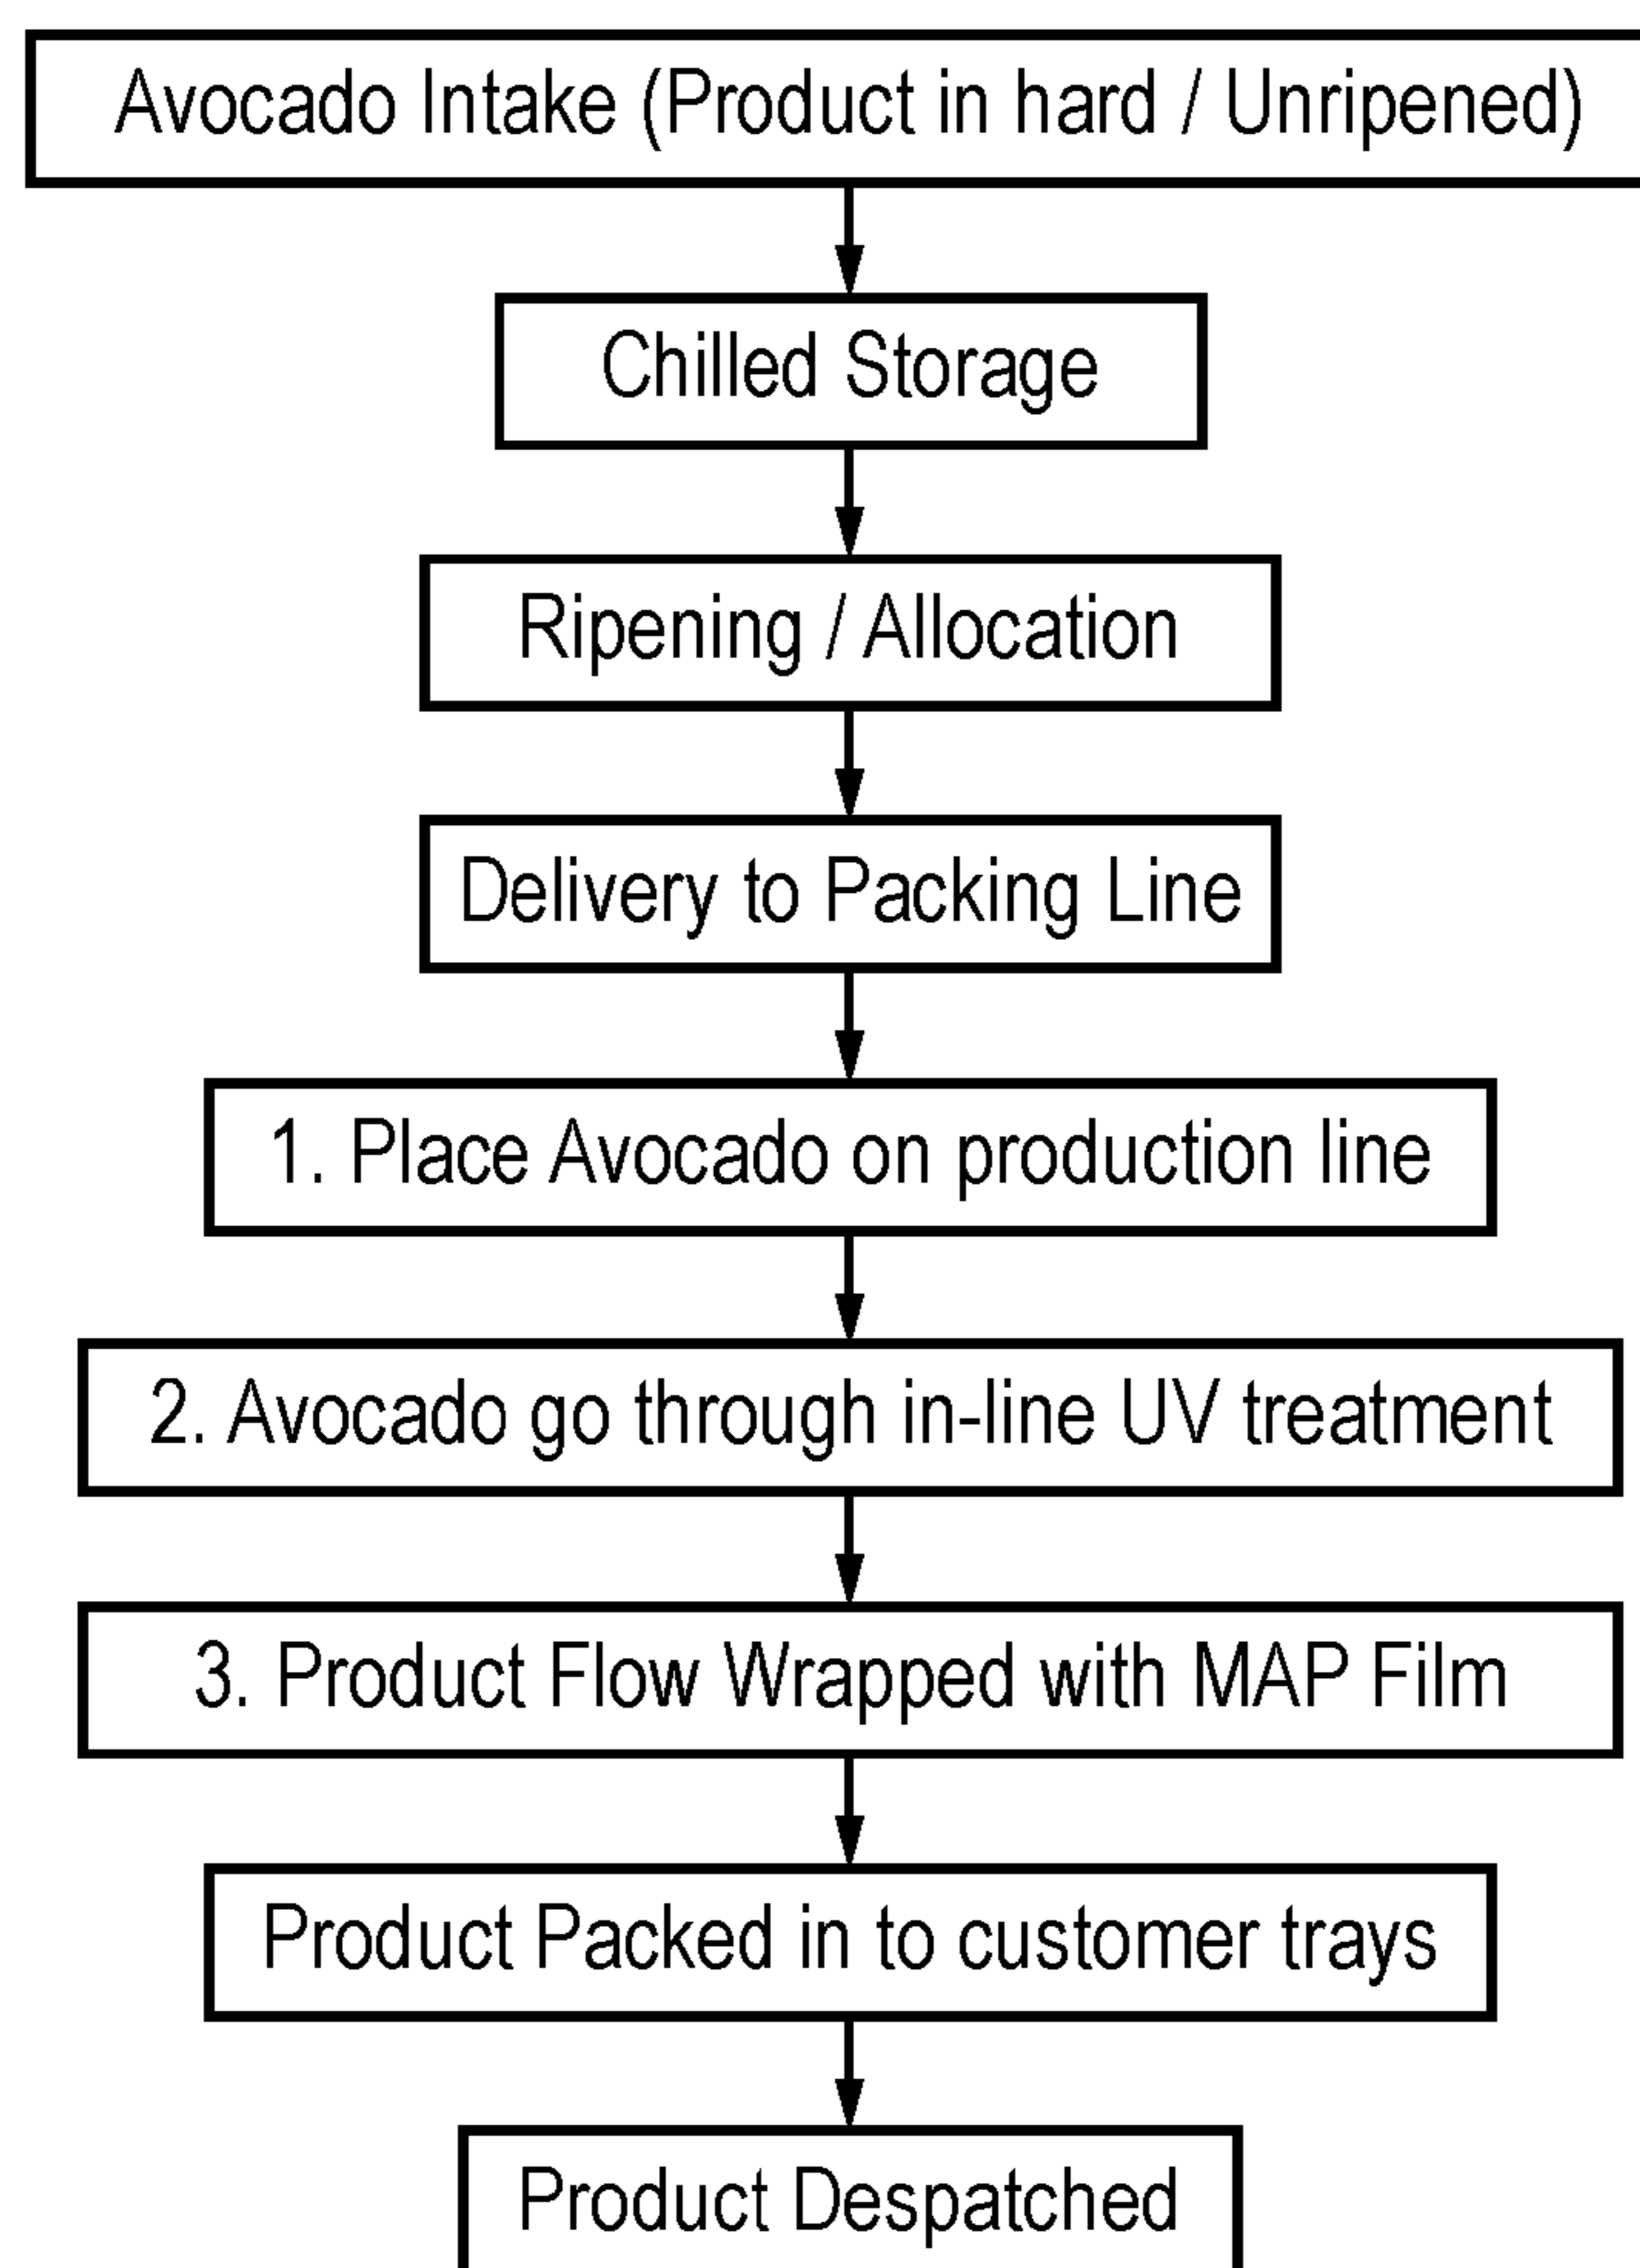 Avocado Intake (Product in hard / Unripened)
Chilled Storage
Ripening / Allocation
Delivery to Packing Line
1. Place Avocado on production line
2. Avocado go through in-line UV treatment
3. Product Flow Wrapped with MAP Film
Product Packed in to customer trays
Product Despatched